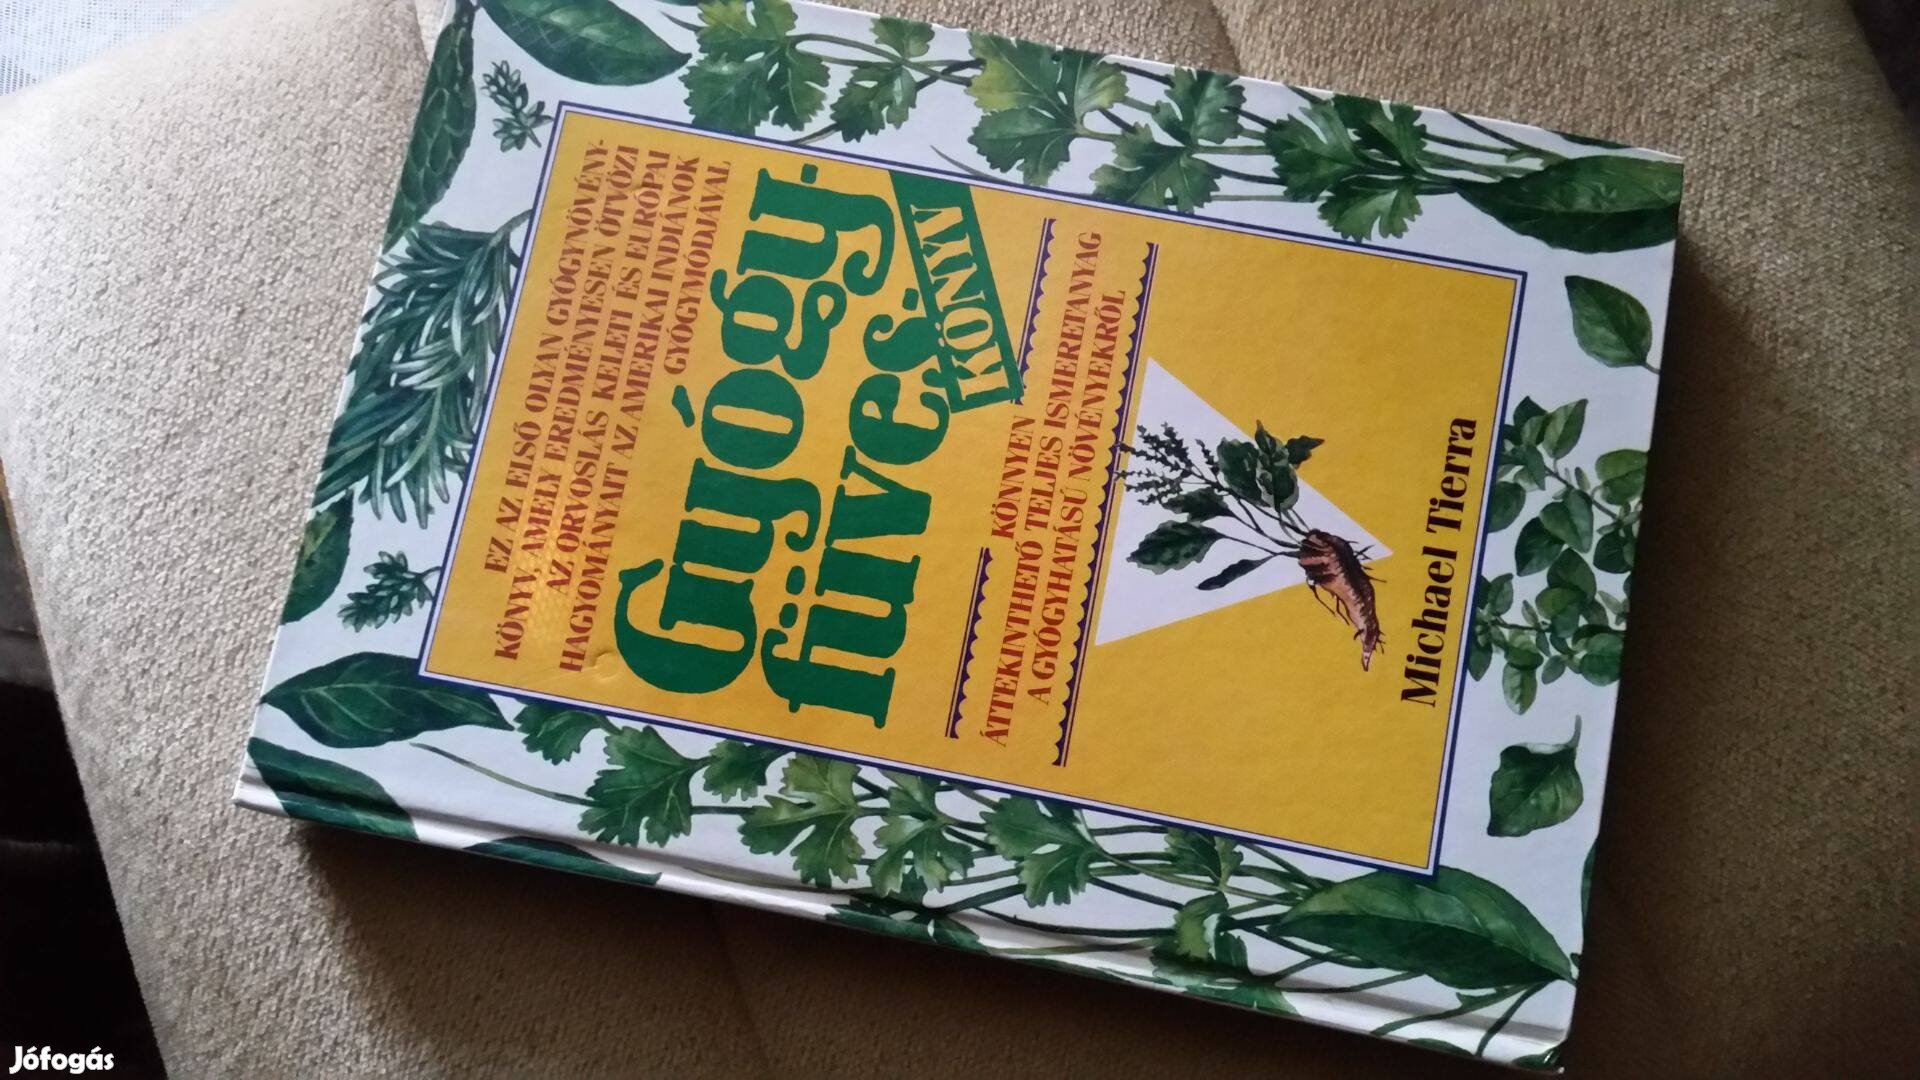 EZ AZ ELSŐ OLYAN GYÓGYNÖVÉNY-
KÖNYV, AMELY EREDMÉNYESEN ÖTVÖZI
AZ ORVOSLÁS KELETI ÉS EURÓPAI
HAGYOMÁNYAIT AZ AMERIKAI INDIÁNOK
GYÓGYMÓDJÁVAL
Gyógy-
füves
KÖNYV
KÖNNYEN
ÁTTEKINTHETŐ TELJES ISMERETANYAG
A GYÓGYHATÁSÚ NÖVÉNYEKRŐL
Michael Tierra
Jófogás